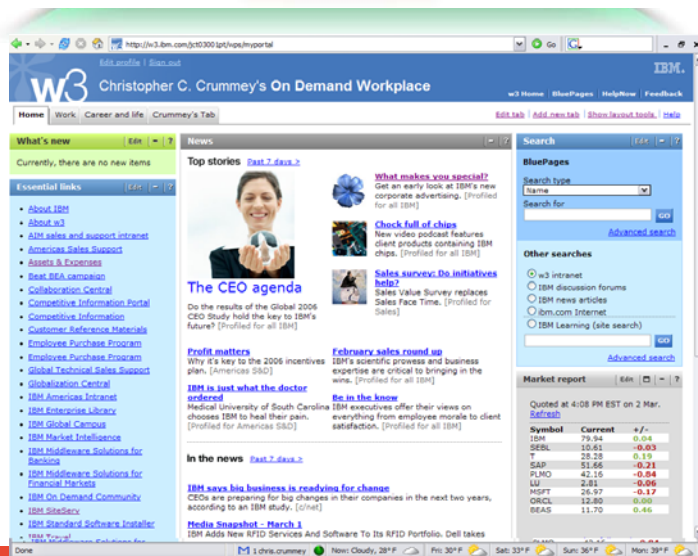 http://w3.ibm.com/jct03001pt/wps/myportal
Go
Edit profile | Sign out
IBM.
w3
Christopher C. Crummey's On Demand Workplace
w3 Home BluePages HelpNow Feedback
Home Work Career and life Crummey's Tab
Edit tab | Add new tab | Show layout tools | Help
What's new Edit - ?
Currently, there are no new items
Essential links Edit - ?
About IBM
About w3
AIM sales and support intranet
Americas Sales Support
Assets & Expenses
Beat BEA campaign
Collaboration Central
Competitive Information Portal
Competitive Information
Customer Reference Materials
Employee Purchase Program
Employee Purchase Program
Global Technical Sales Support
Globalization Central
IBM Americas Intranet
IBM Enterprise Library
IBM Global Campus
IBM Market Intelligence
IBM Middleware Solutions for
Banking
IBM Middleware Solutions for
Financial Markets
IBM On Demand Community
IBM SiteServ
IBM Standard Software Installer
IBM Travel
News - ?
Top stories Past 7 days >
The CEO agenda
Do the results of the Global 2006
CEO Study hold the key to IBM's
future? [Profiled for all IBM]
What makes you special?
Get an early look at IBM's new
corporate advertising. [Profiled
for all IBM]
Chock full of chips
New video podcast features
client products containing IBM
chips. [Profiled for all IBM]
Sales survey: Do initiatives
help?
Sales Value Survey replaces
Sales Face Time. [Profiled for
Sales]
Profit matters
Why it's key to the 2006 incentives
plan. [Americas S&D]
IBM is just what the doctor
ordered
Medical University of South Carolina
chooses IBM to heal their pain.
[Profiled for Americas S&D]
February sales round up
IBM's scientific prowess and business
expertise are critical to bringing in the
wins. [Profiled for all IBM]
Be in the know
IBM executives offer their views on
everything from employee morale to client
satisfaction. [Profiled for all IBM]
In the news Past 7 days >
IBM says big business is readying for change
CEOs are preparing for big changes in their companies in the next two years,
according to an IBM study. [c/net]
Media Snapshot - March 1
IBM Adds New RFID Services And Software To Its RFID Portfolio. Dell takes
Search Edit - ?
BluePages
Search type
Name
Search for
GO
Advanced search
Other searches
w3 intranet
IBM discussion forums
IBM news articles
ibm.com Internet
IBM Learning (site search)
GO
Advanced search
Market report Edit - ?
Quoted at 4:08 PM EST on 2 Mar.
Refresh
Symbol Current +/-
IBM 79.94 0.04
SEBL 10.61 -0.03
T 28.28 0.19
SAP 51.66 -0.21
PLMO 42.16 -0.84
LU 2.81 -0.06
MSFT 26.97 -0.17
ORCL 12.80 0.00
BEAS 11.70 0.46
Done 1 chris.crummey Now: Cloudy, 28° F Fri: 30° F Sat: 33° F Sun: 36° F Mon: 39° F